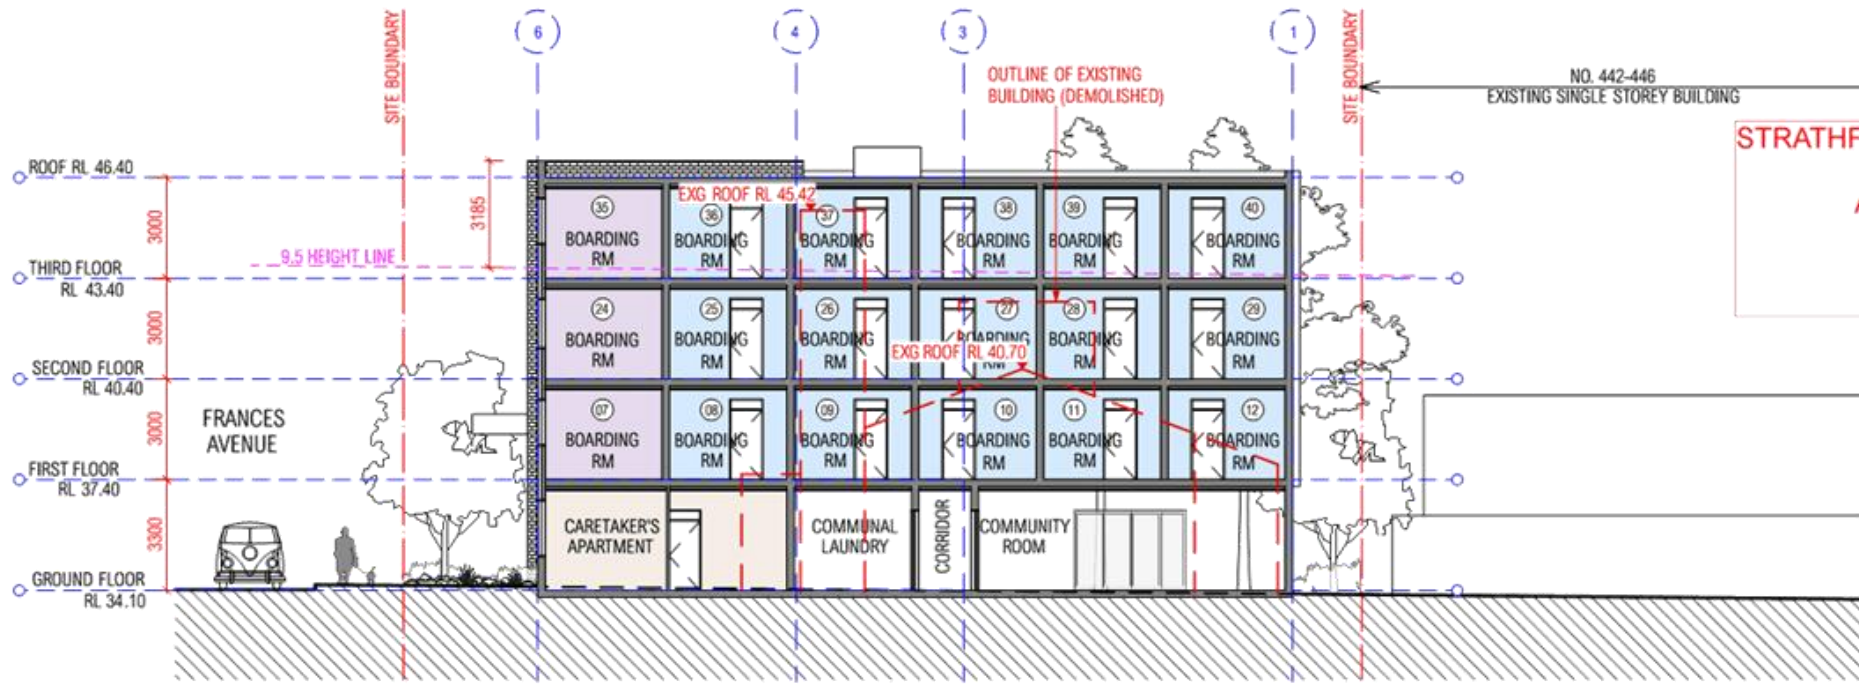 6
4
3
1
SITE BOUNDARY
SITE BOUNDARY
OUTLINE OF EXISTING
BUILDING (DEMOLISHED)
NO. 442-446
EXISTING SINGLE STOREY BUILDING
ROOF RL 46.40
3000
3185
EXG ROOF RL 45.42
35
BOARDING
RM
36
BOARDING
RM
37
BOARDING
RM
38
BOARDING
RM
39
BOARDING
RM
40
BOARDING
RM
9.5 HEIGHT LINE
THIRD FLOOR
RL 43.40
3000
24
BOARDING
RM
25
BOARDING
RM
26
BOARDING
RM
27
BOARDING
RM
28
BOARDING
RM
29
BOARDING
RM
EXG ROOF RL 40.70
SECOND FLOOR
RL 40.40
3000
FRANCES
AVENUE
07
BOARDING
RM
08
BOARDING
RM
09
BOARDING
RM
10
BOARDING
RM
11
BOARDING
RM
12
BOARDING
RM
FIRST FLOOR
RL 37.40
3300
CARETAKER'S
APARTMENT
COMMUNAL
LAUNDRY
CORRIDOR
COMMUNITY
ROOM
GROUND FLOOR
RL 34.10